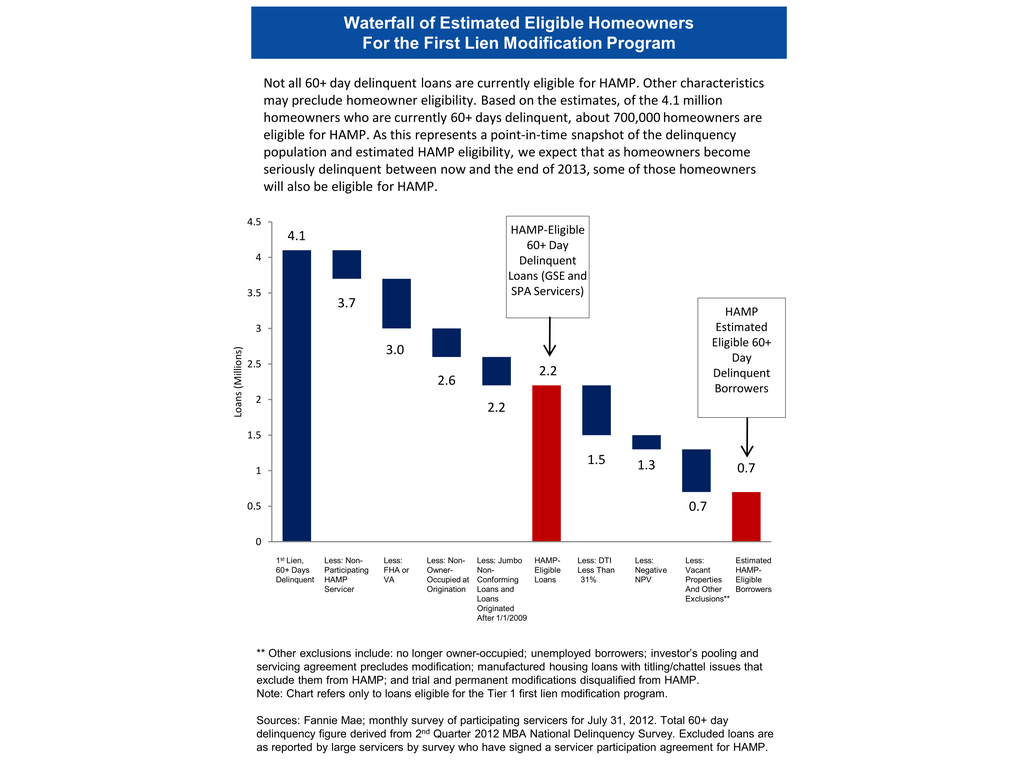 Waterfall of Estimated Eligible Homeowners
For the First Lien Modification Program
Not all 60+ day delinquent loans are currently eligible for HAMP. Other characteristics
may preclude homeowner eligibility. Based on the estimates, of the 4.1 million
homeowners who are currently 60+ days delinquent, about 700,000 homeowners are
eligible for HAMP. As this represents a point-in-time snapshot of the delinquency
population and estimated HAMP eligibility, we expect that as homeowners become
seriously delinquent between now and the end of 2013, some of those homeowners
will also be eligible for HAMP.
Loans (Millions)
4.5
4
3.5
3
2.5
2
1.5
1
0.5
0
4.1
3.7
3.0
2.6
2.2
HAMP-Eligible
60+ Day
Delinquent
Loans (GSE and
SPA Servicers)
2.2
1.5
1.3
0.7
HAMP
Estimated
Eligible 60+
Day
Delinquent
Borrowers
0.7
1st Lien,
60+ Days
Delinquent
Less: Non-
Participating
HAMP
Servicer
Less:
FHA or
VA
Less: Non-
Owner-
Occupied at
Origination
Less: Jumbo
Non-
Conforming
Loans and
Loans
Originated
After 1/1/2009
HAMP-
Eligible
Loans
Less: DTI
Less Than
31%
Less:
Negative
NPV
Less:
Vacant
Properties
And Other
Exclusions**
Estimated
HAMP-
Eligible
Borrowers
** Other exclusions include: no longer owner-occupied; unemployed borrowers; investor's pooling and
servicing agreement precludes modification; manufactured housing loans with titling/chattel issues that
exclude them from HAMP; and trial and permanent modifications disqualified from HAMP.
Note: Chart refers only to loans eligible for the Tier 1 first lien modification program.
Sources: Fannie Mae; monthly survey of participating servicers for July 31, 2012. Total 60+ day
delinquency figure derived from 2nd Quarter 2012 MBA National Delinquency Survey. Excluded loans are
as reported by large servicers by survey who have signed a servicer participation agreement for HAMP.